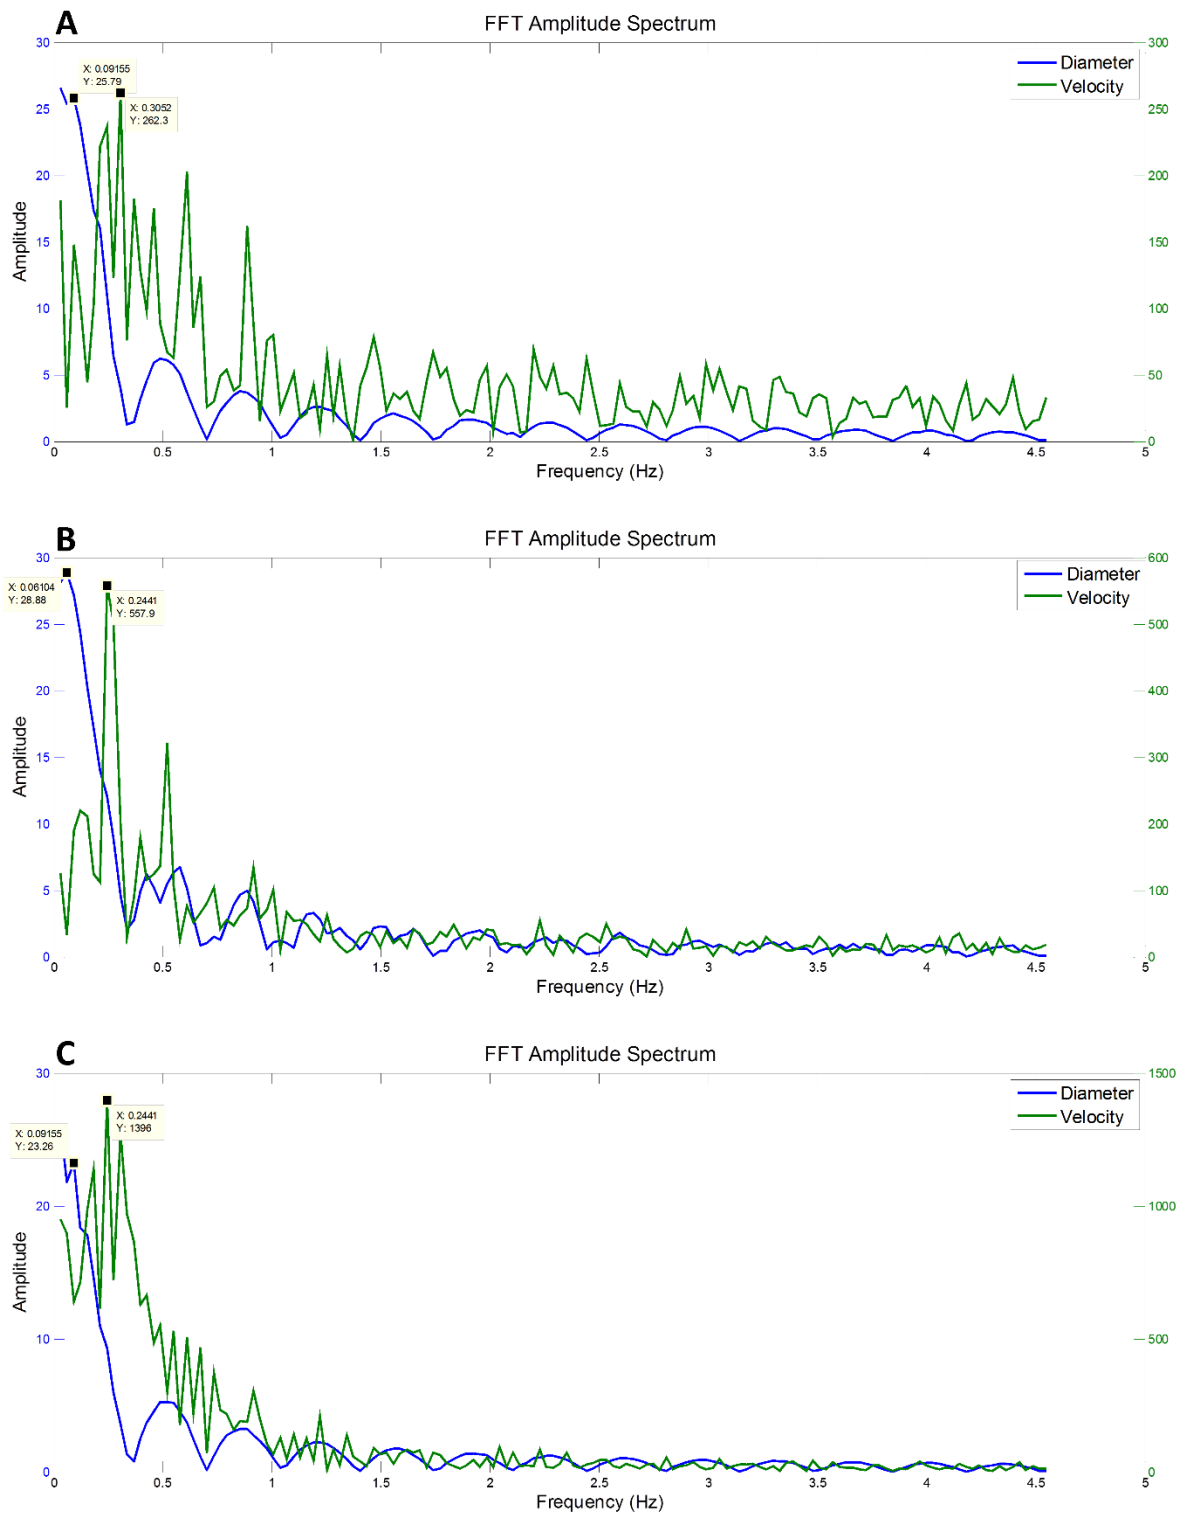 A
FFT Amplitude Spectrum
30
25
20
15
10
5
0
Amplitude
X: 0.09155
Y: 25.79
X: 0.3052
Y: 262.3
Diameter
Velocity
300
250
200
150
100
50
0
0 0.5 1 1.5 2 2.5 3 3.5 4 4.5 5
Frequency (Hz)
B
FFT Amplitude Spectrum
30
25
20
15
10
5
0
Amplitude
X: 0.06104
Y: 28.88
X: 0.2441
Y: 557.9
Diameter
Velocity
600
500
400
300
200
100
0
0 0.5 1 1.5 2 2.5 3 3.5 4 4.5 5
Frequency (Hz)
C
FFT Amplitude Spectrum
30
20
10
0
Amplitude
X: 0.09155
Y: 23.26
X: 0.2441
Y: 1396
Diameter
Velocity
1500
1000
500
0
0 0.5 1 1.5 2 2.5 3 3.5 4 4.5 5
Frequency (Hz)